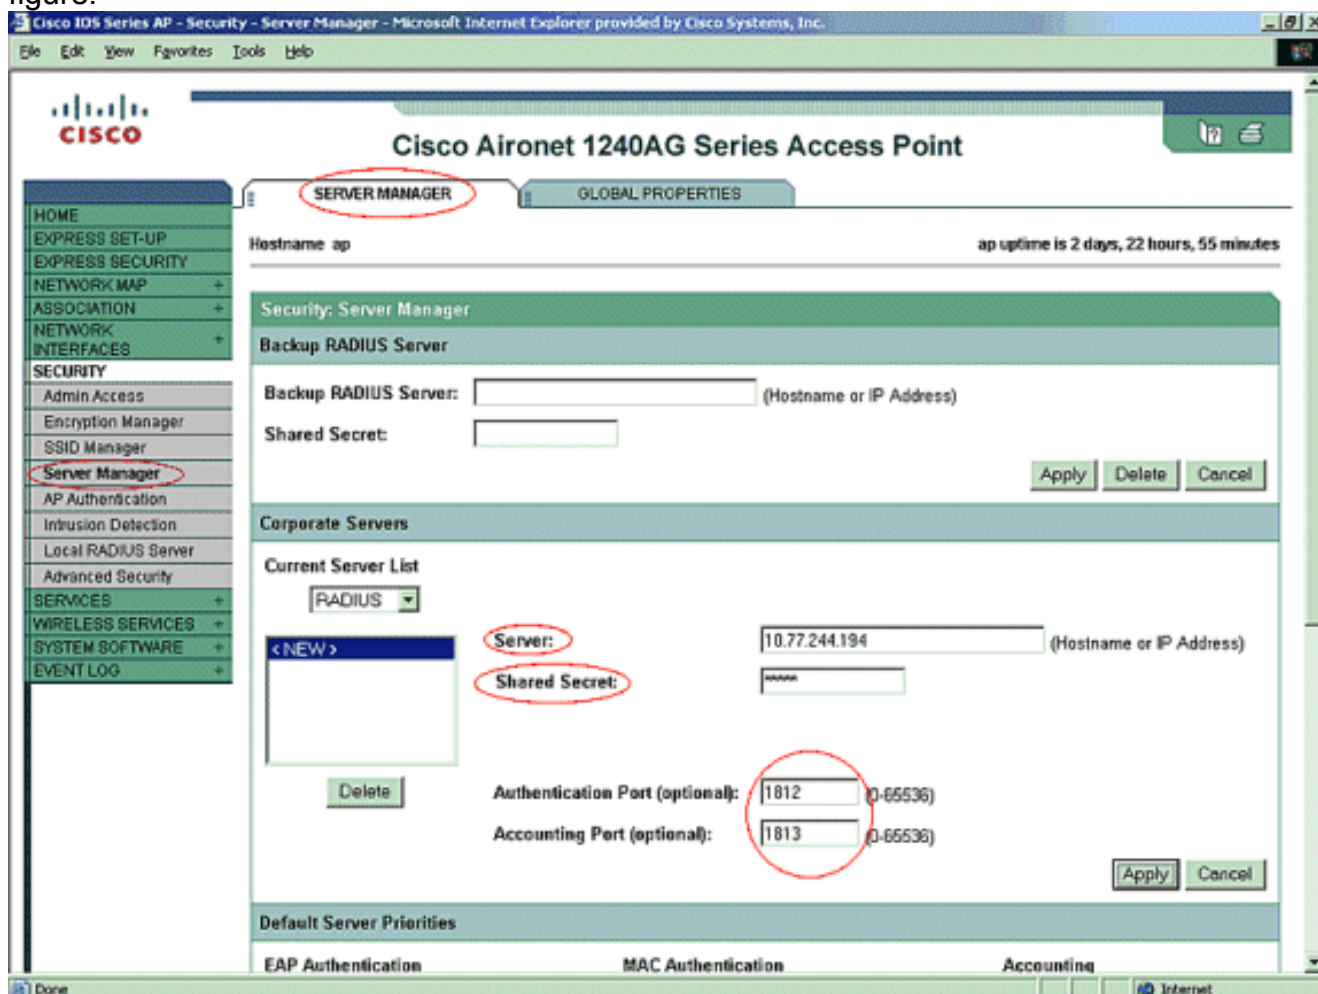 figure.
Cisco IOS Series AP - Security - Server Manager - Microsoft Internet Explorer provided by Cisco Systems, Inc.
File Edit View Favorites Tools Help
CISCO
Cisco Aironet 1240AG Series Access Point
SERVER MANAGER
GLOBAL PROPERTIES
HOME
EXPRESS SET-UP
EXPRESS SECURITY
NETWORK MAP +
ASSOCIATION +
NETWORK
INTERFACES +
SECURITY
Admin Access
Encryption Manager
SSID Manager
Server Manager
AP Authentication
Intrusion Detection
Local RADIUS Server
Advanced Security
SERVICES +
WIRELESS SERVICES +
SYSTEM SOFTWARE +
EVENT LOG +
Hostname ap
ap uptime is 2 days, 22 hours, 55 minutes
Security: Server Manager
Backup RADIUS Server
Backup RADIUS Server: (Hostname or IP Address)
Shared Secret:
Apply Delete Cancel
Corporate Servers
Current Server List
RADIUS
< NEW >
Delete
Server: 10.77.244.194 (Hostname or IP Address)
Shared Secret: *****
Authentication Port (optional): 1812 (0-65536)
Accounting Port (optional): 1813 (0-65536)
Apply Cancel
Default Server Priorities
EAP Authentication MAC Authentication Accounting
Done Internet